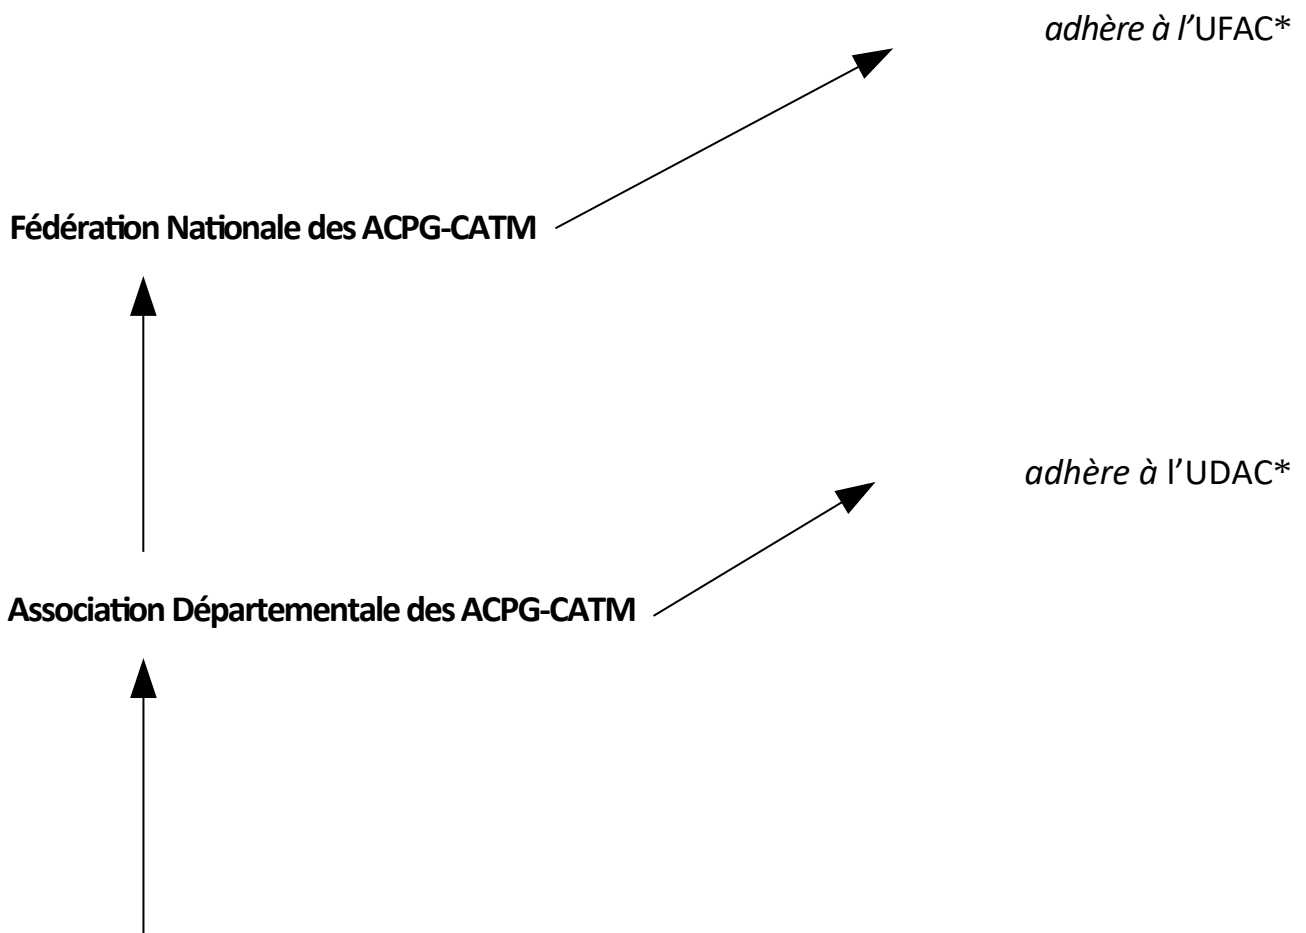 adhère à l’UFAC*
Fédération Nationale des ACPG-CATM
adhère à l’UDAC*
Association Départementale des ACPG-CATM